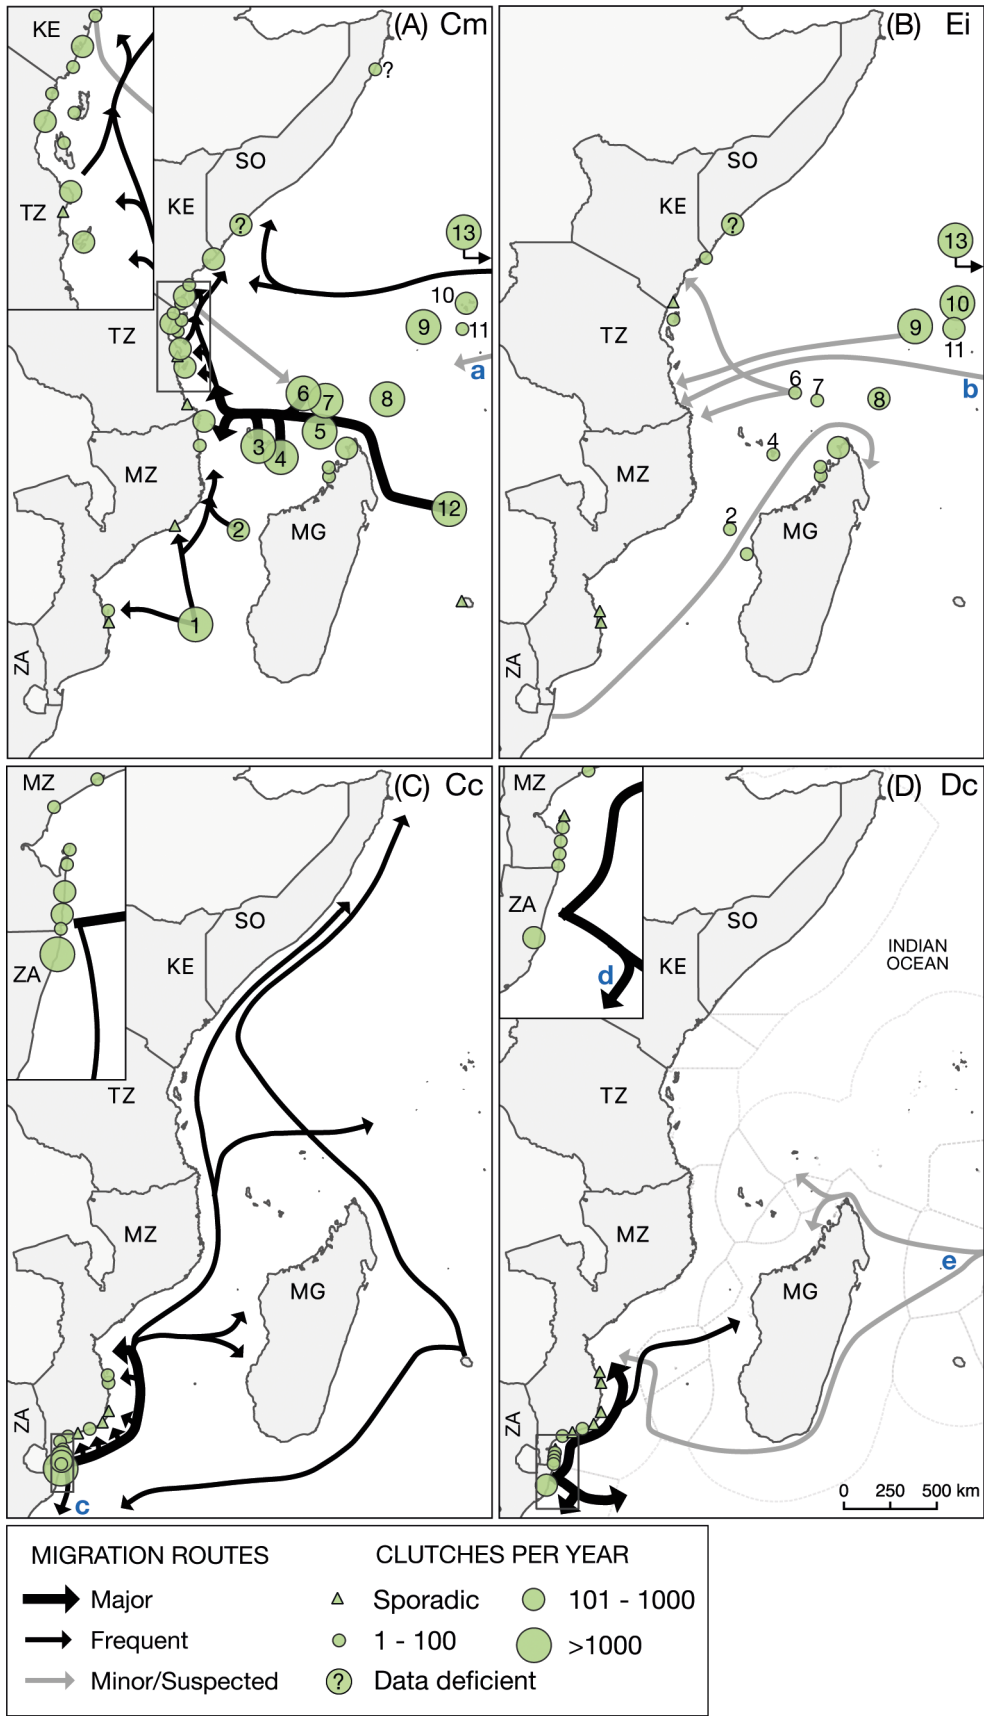 KE
(A) Cm
?
SO
KE
TZ
?
13
10
9
11
TZ
a
6
7
8
5
3
4
MZ
12
2
MG
1
ZA
(B) Ei
SO
KE
?
13
10
9
11
TZ
b
6
7
8
4
MZ
2
MG
ZA
MZ
(C) Cc
SO
KE
ZA
TZ
MZ
MG
ZA
c
MZ
(D) Dc
ZA
SO
INDIAN
OCEAN
KE
d
TZ
MZ
e
MG
ZA
0 250 500 km
MIGRATION ROUTES
Major
Frequent
Minor/Suspected
CLUTCHES PER YEAR
Sporadic
1 - 100
? Data deficient
101 - 1000
>1000